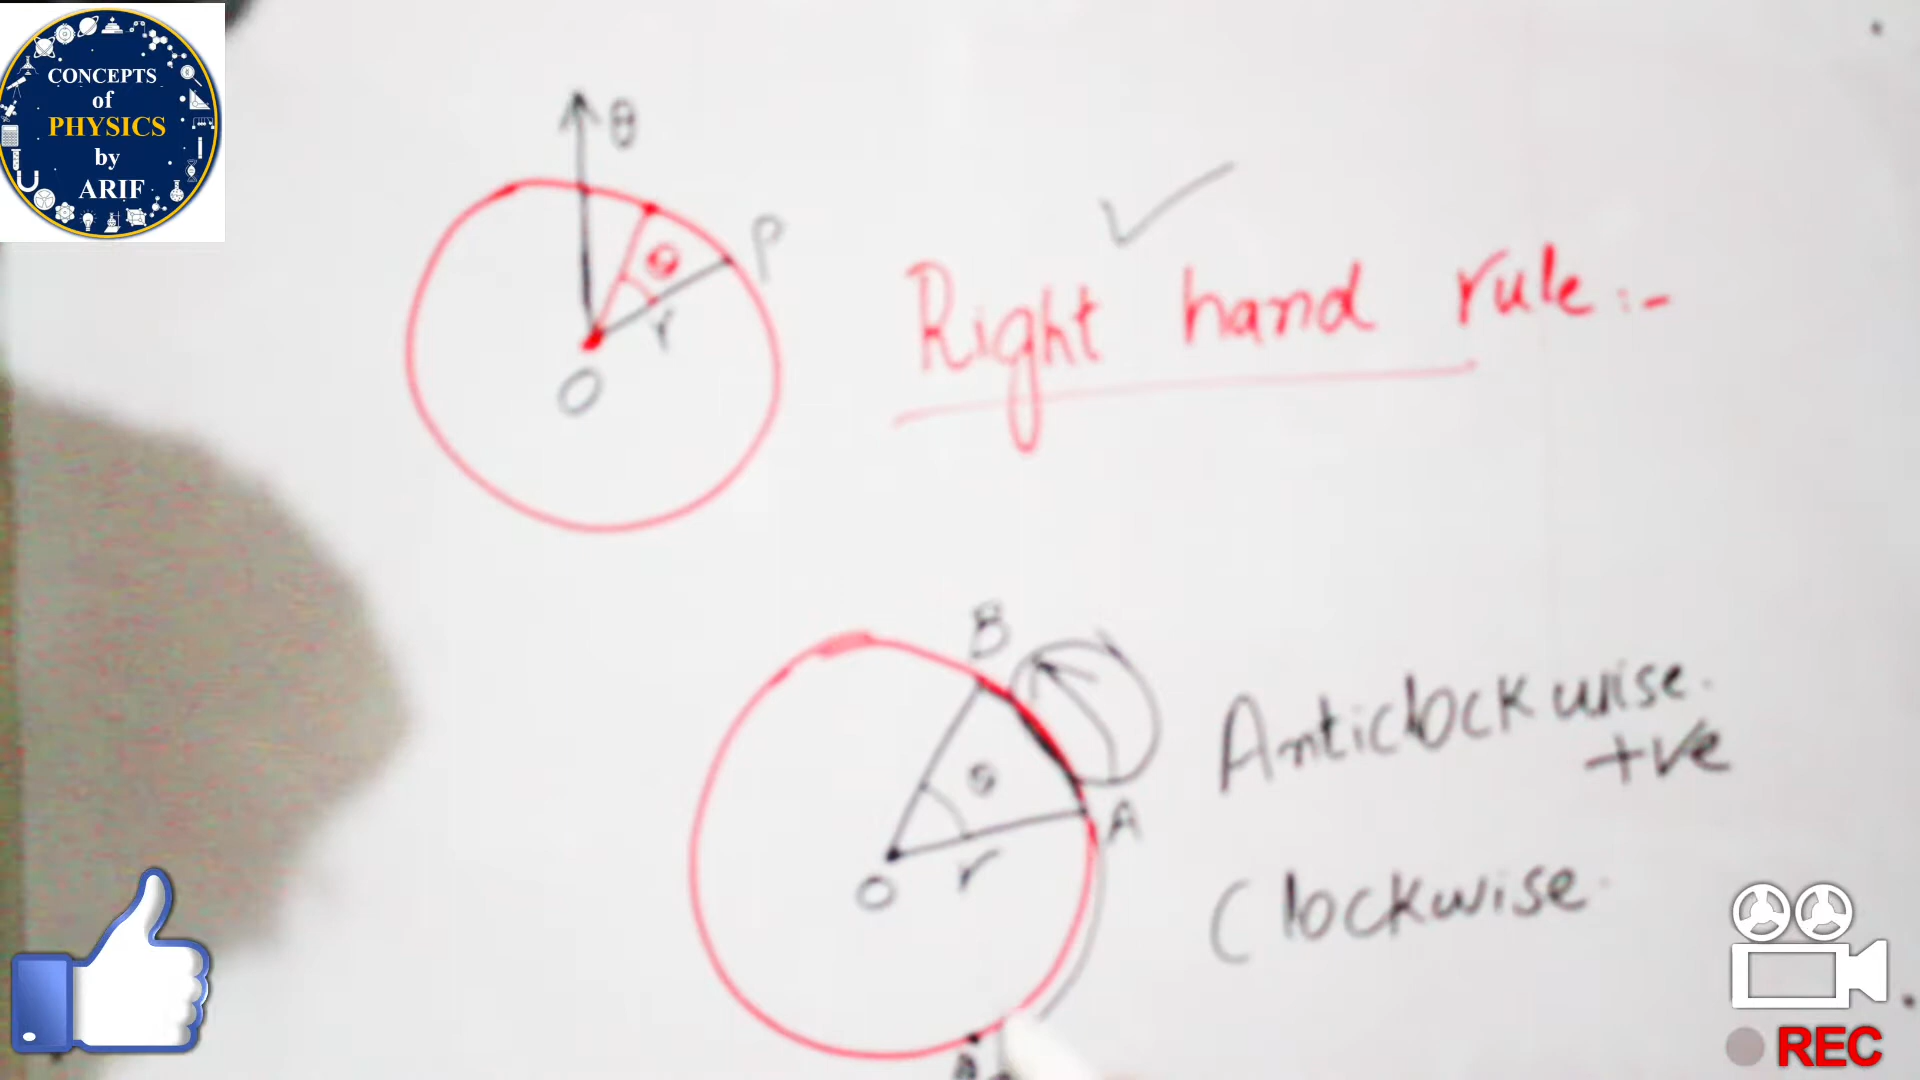 CONCEPTS
of
PHYSICS
by
ARIF
θ
P
θ
r
O
Right hand rule:-
B
Anticlockwise.
+ve
θ
A
r
O
Clockwise.
REC